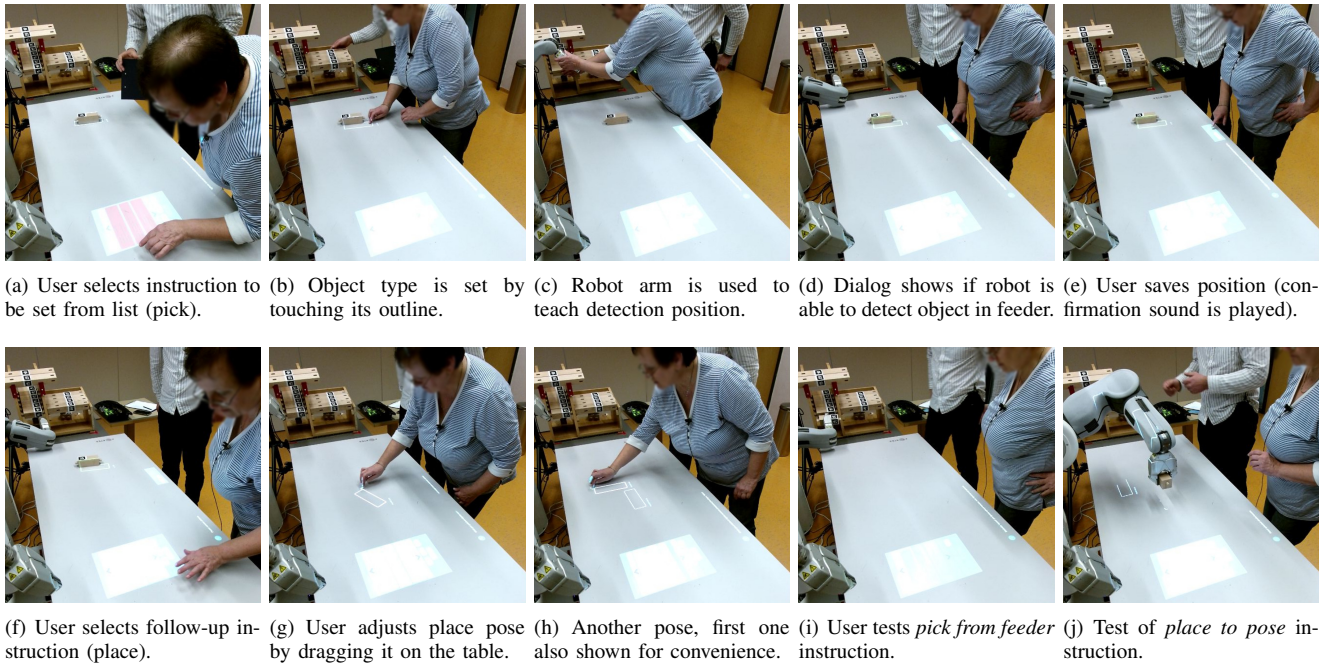 (a) User selects instruction to
be set from list (pick).
(b) Object type is set by
touching its outline.
(c) Robot arm is used to
teach detection position.
(d) Dialog shows if robot is
able to detect object in feeder.
(e) User saves position (con-
firmation sound is played).
(f) User selects follow-up in-
struction (place).
(g) User adjusts place pose
by dragging it on the table.
(h) Another pose, first one
also shown for convenience.
(i) User tests pick from feeder
instruction.
(j) Test of place to pose in-
struction.